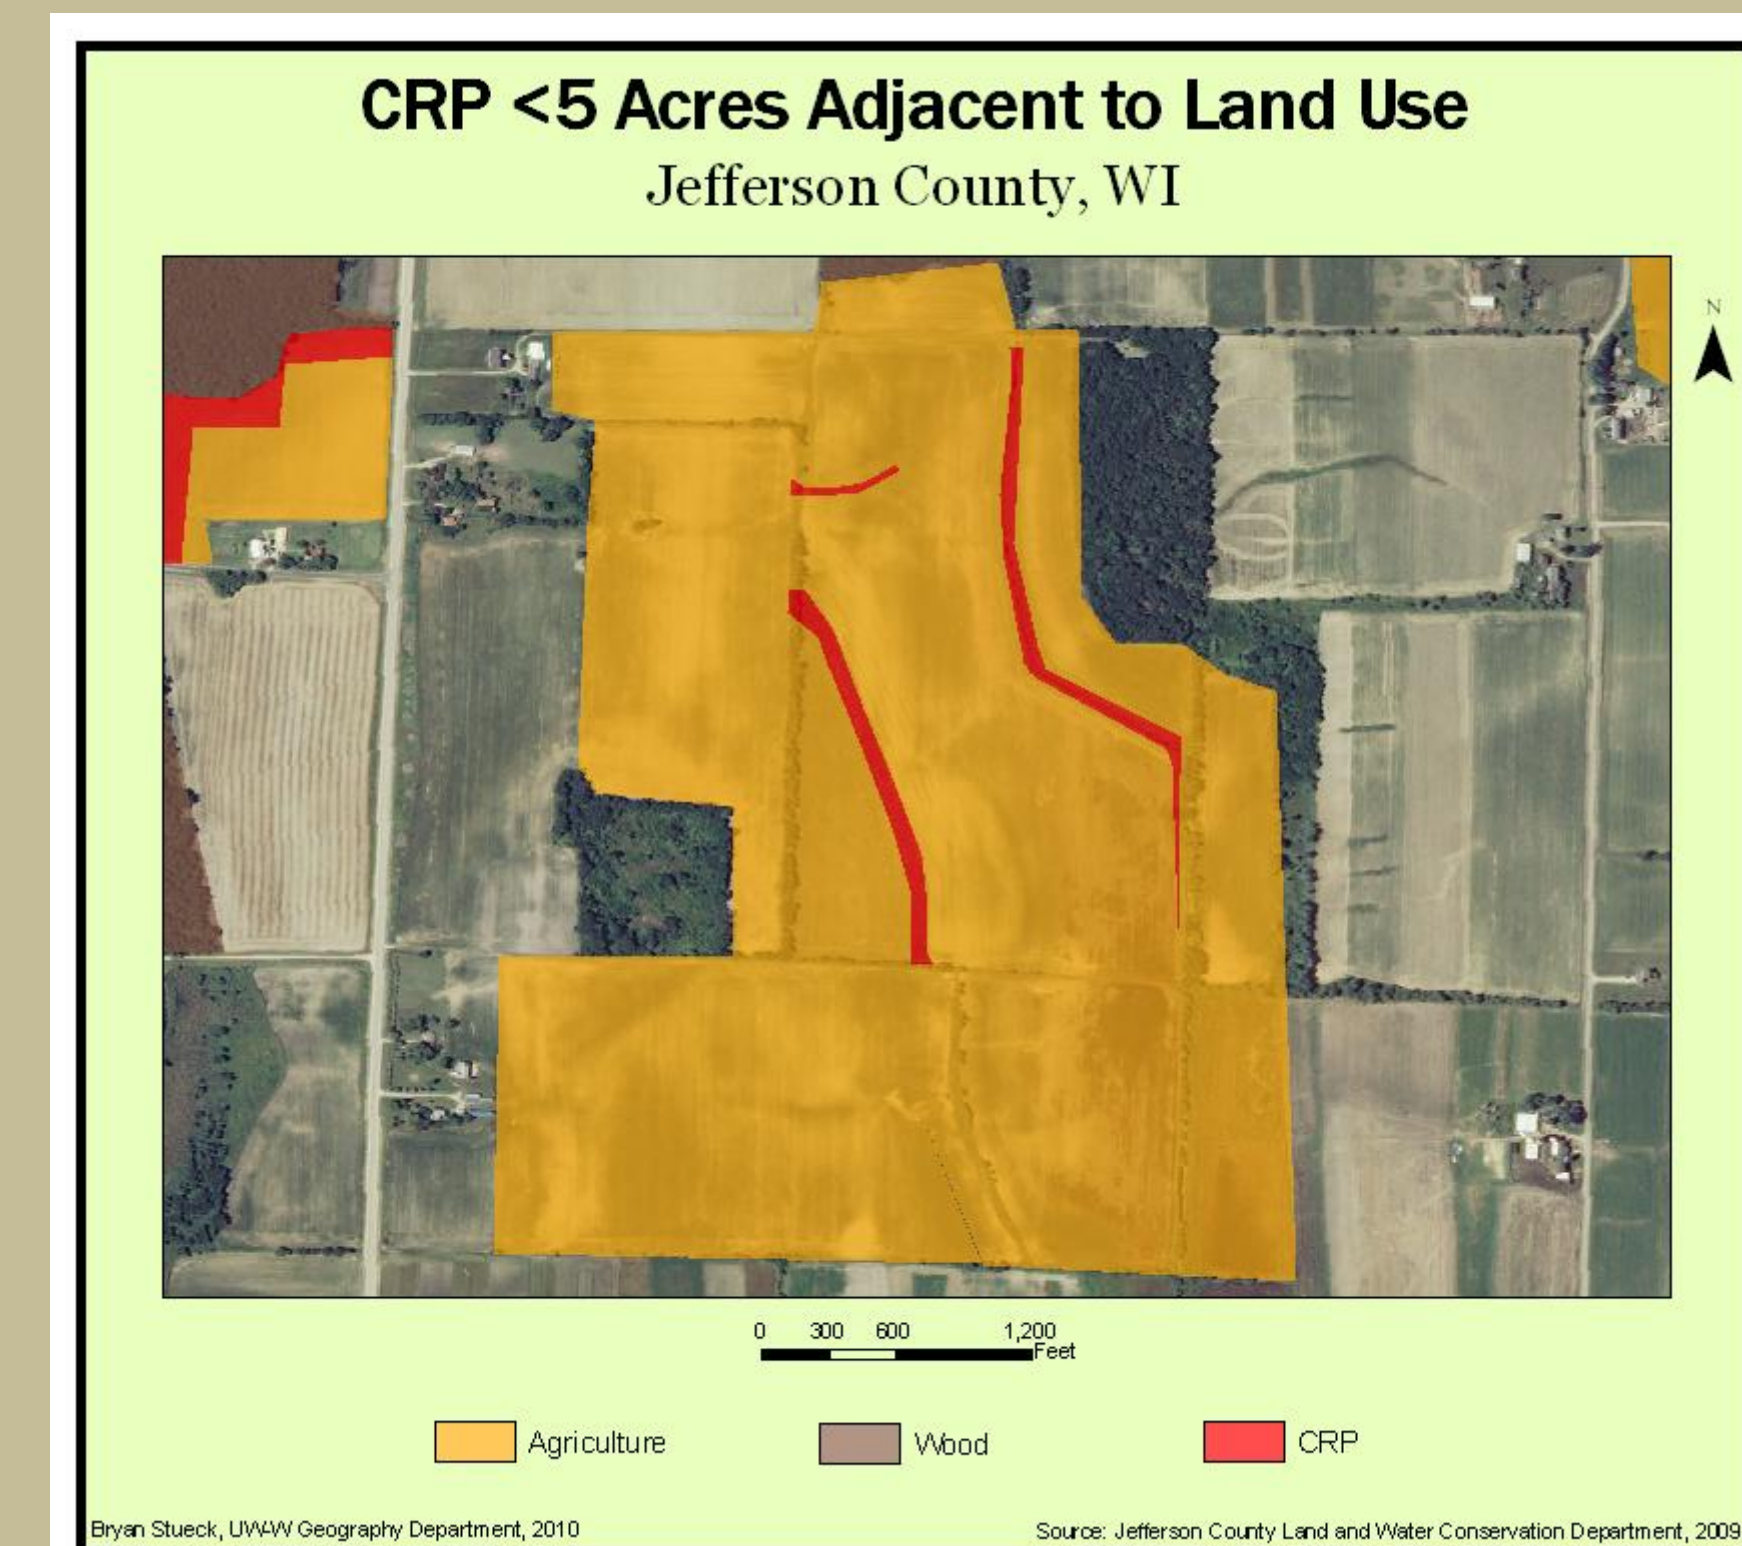 CRP <5 Acres Adjacent to Land Use
Jefferson County, WI
N
0 300 600 1,200
Feet
Agriculture Wood CRP
Bryan Stueck, UW-W Geography Department, 2010
Source: Jefferson County Land and Water Conservation Department, 2009